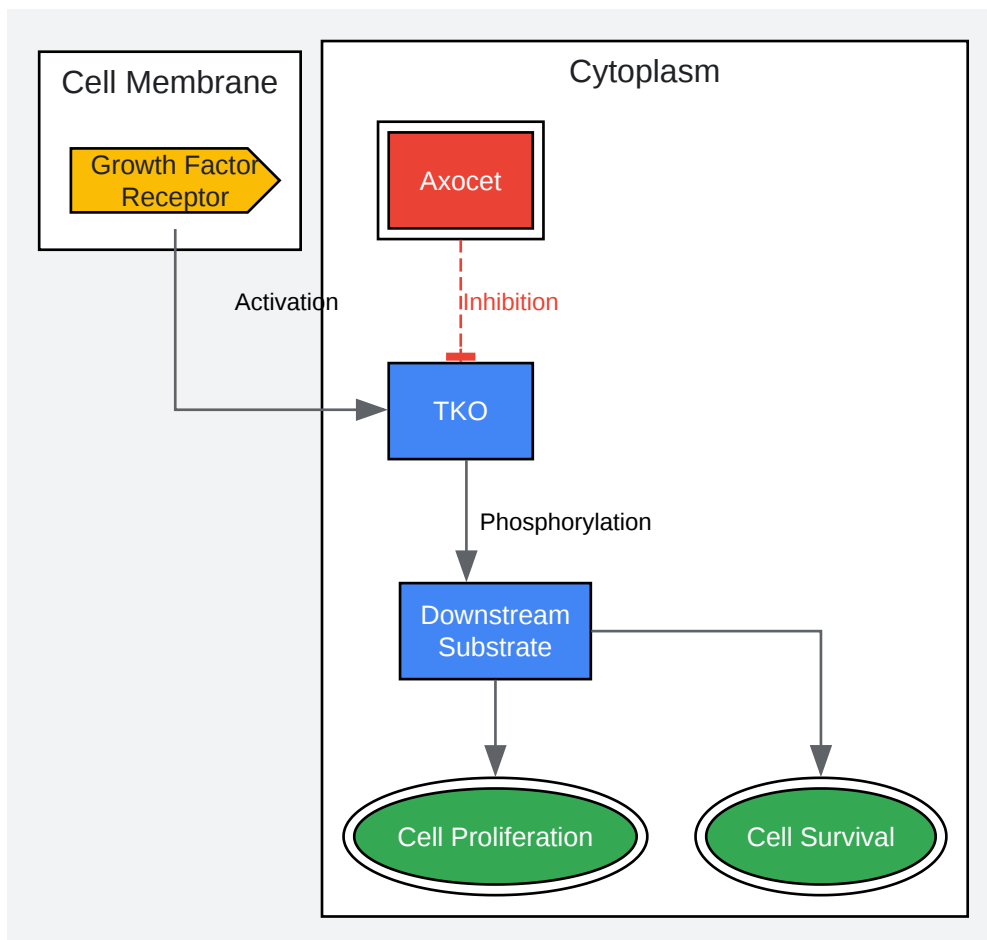 Cell Membrane
Cytoplasm
Growth Factor
Receptor
Axocet
Activation
Inhibition
TKO
Phosphorylation
Downstream
Substrate
Cell Proliferation
Cell Survival